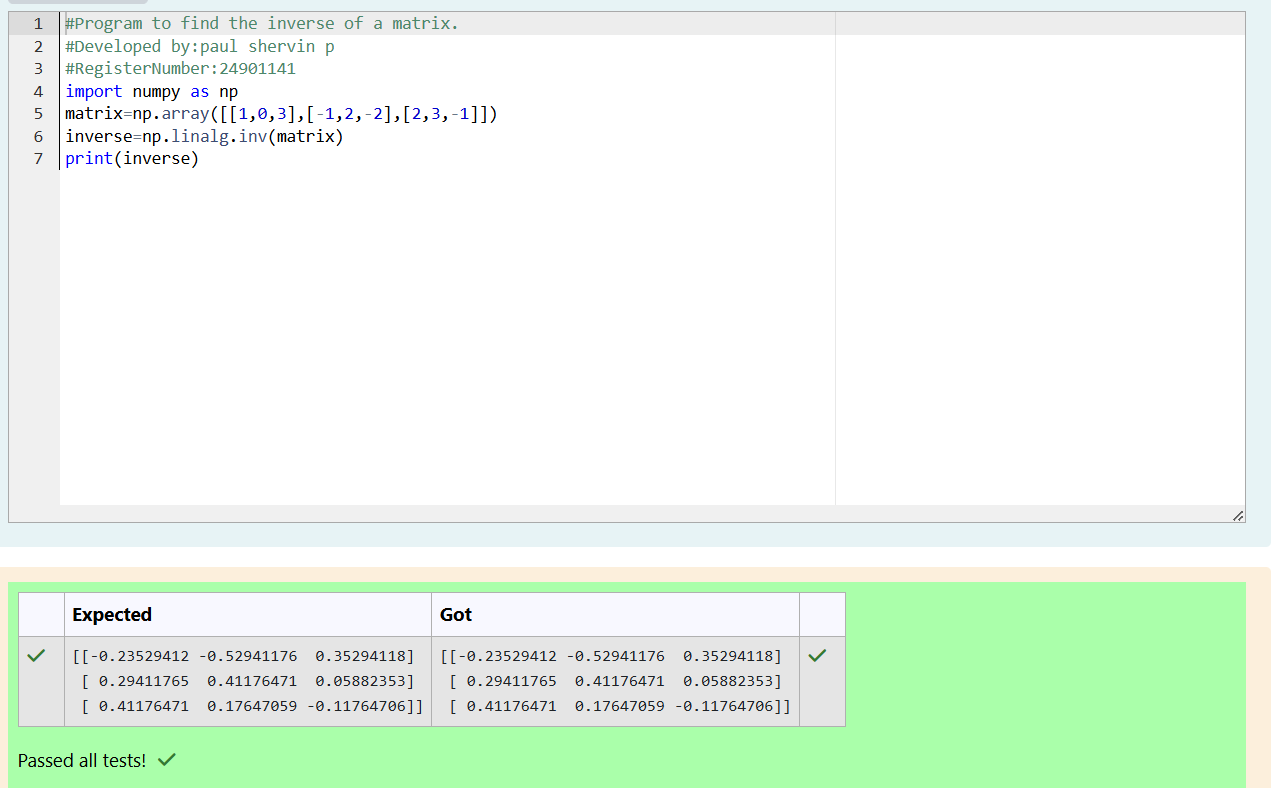 1 #Program to find the inverse of a matrix.
2 #Developed by:paul shervin p
3 #RegisterNumber:24901141
4 import numpy as np
5 matrix=np.array([[1,0,3],[-1,2,-2],[2,3,-1]])
6 inverse=np.linalg.inv(matrix)
7 print(inverse)
Expected Got
[[-0.23529412 -0.52941176  0.35294118] [[-0.23529412 -0.52941176  0.35294118]
[ 0.29411765  0.41176471  0.05882353] [ 0.29411765  0.41176471  0.05882353]
[ 0.41176471  0.17647059 -0.11764706]] [ 0.41176471  0.17647059 -0.11764706]]
Passed all tests!